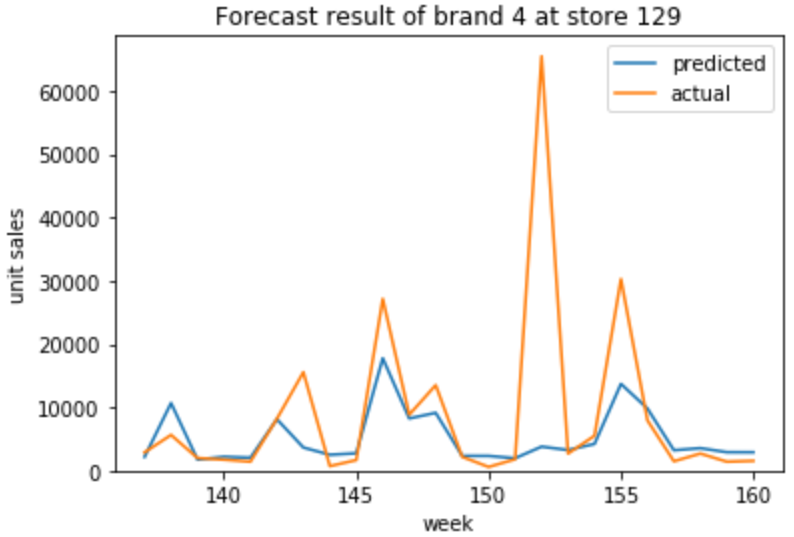 Forecast result of brand 4 at store 129
predicted
actual
60000
50000
40000
30000
20000
10000
0
unit sales
140 145 150 155 160
week